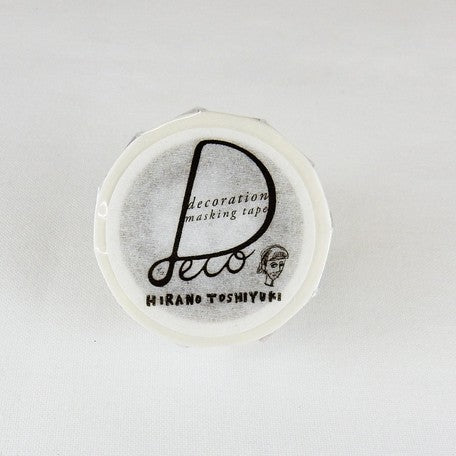 Deco
decoration
masking tape
HIRANO TOSHIYUKI